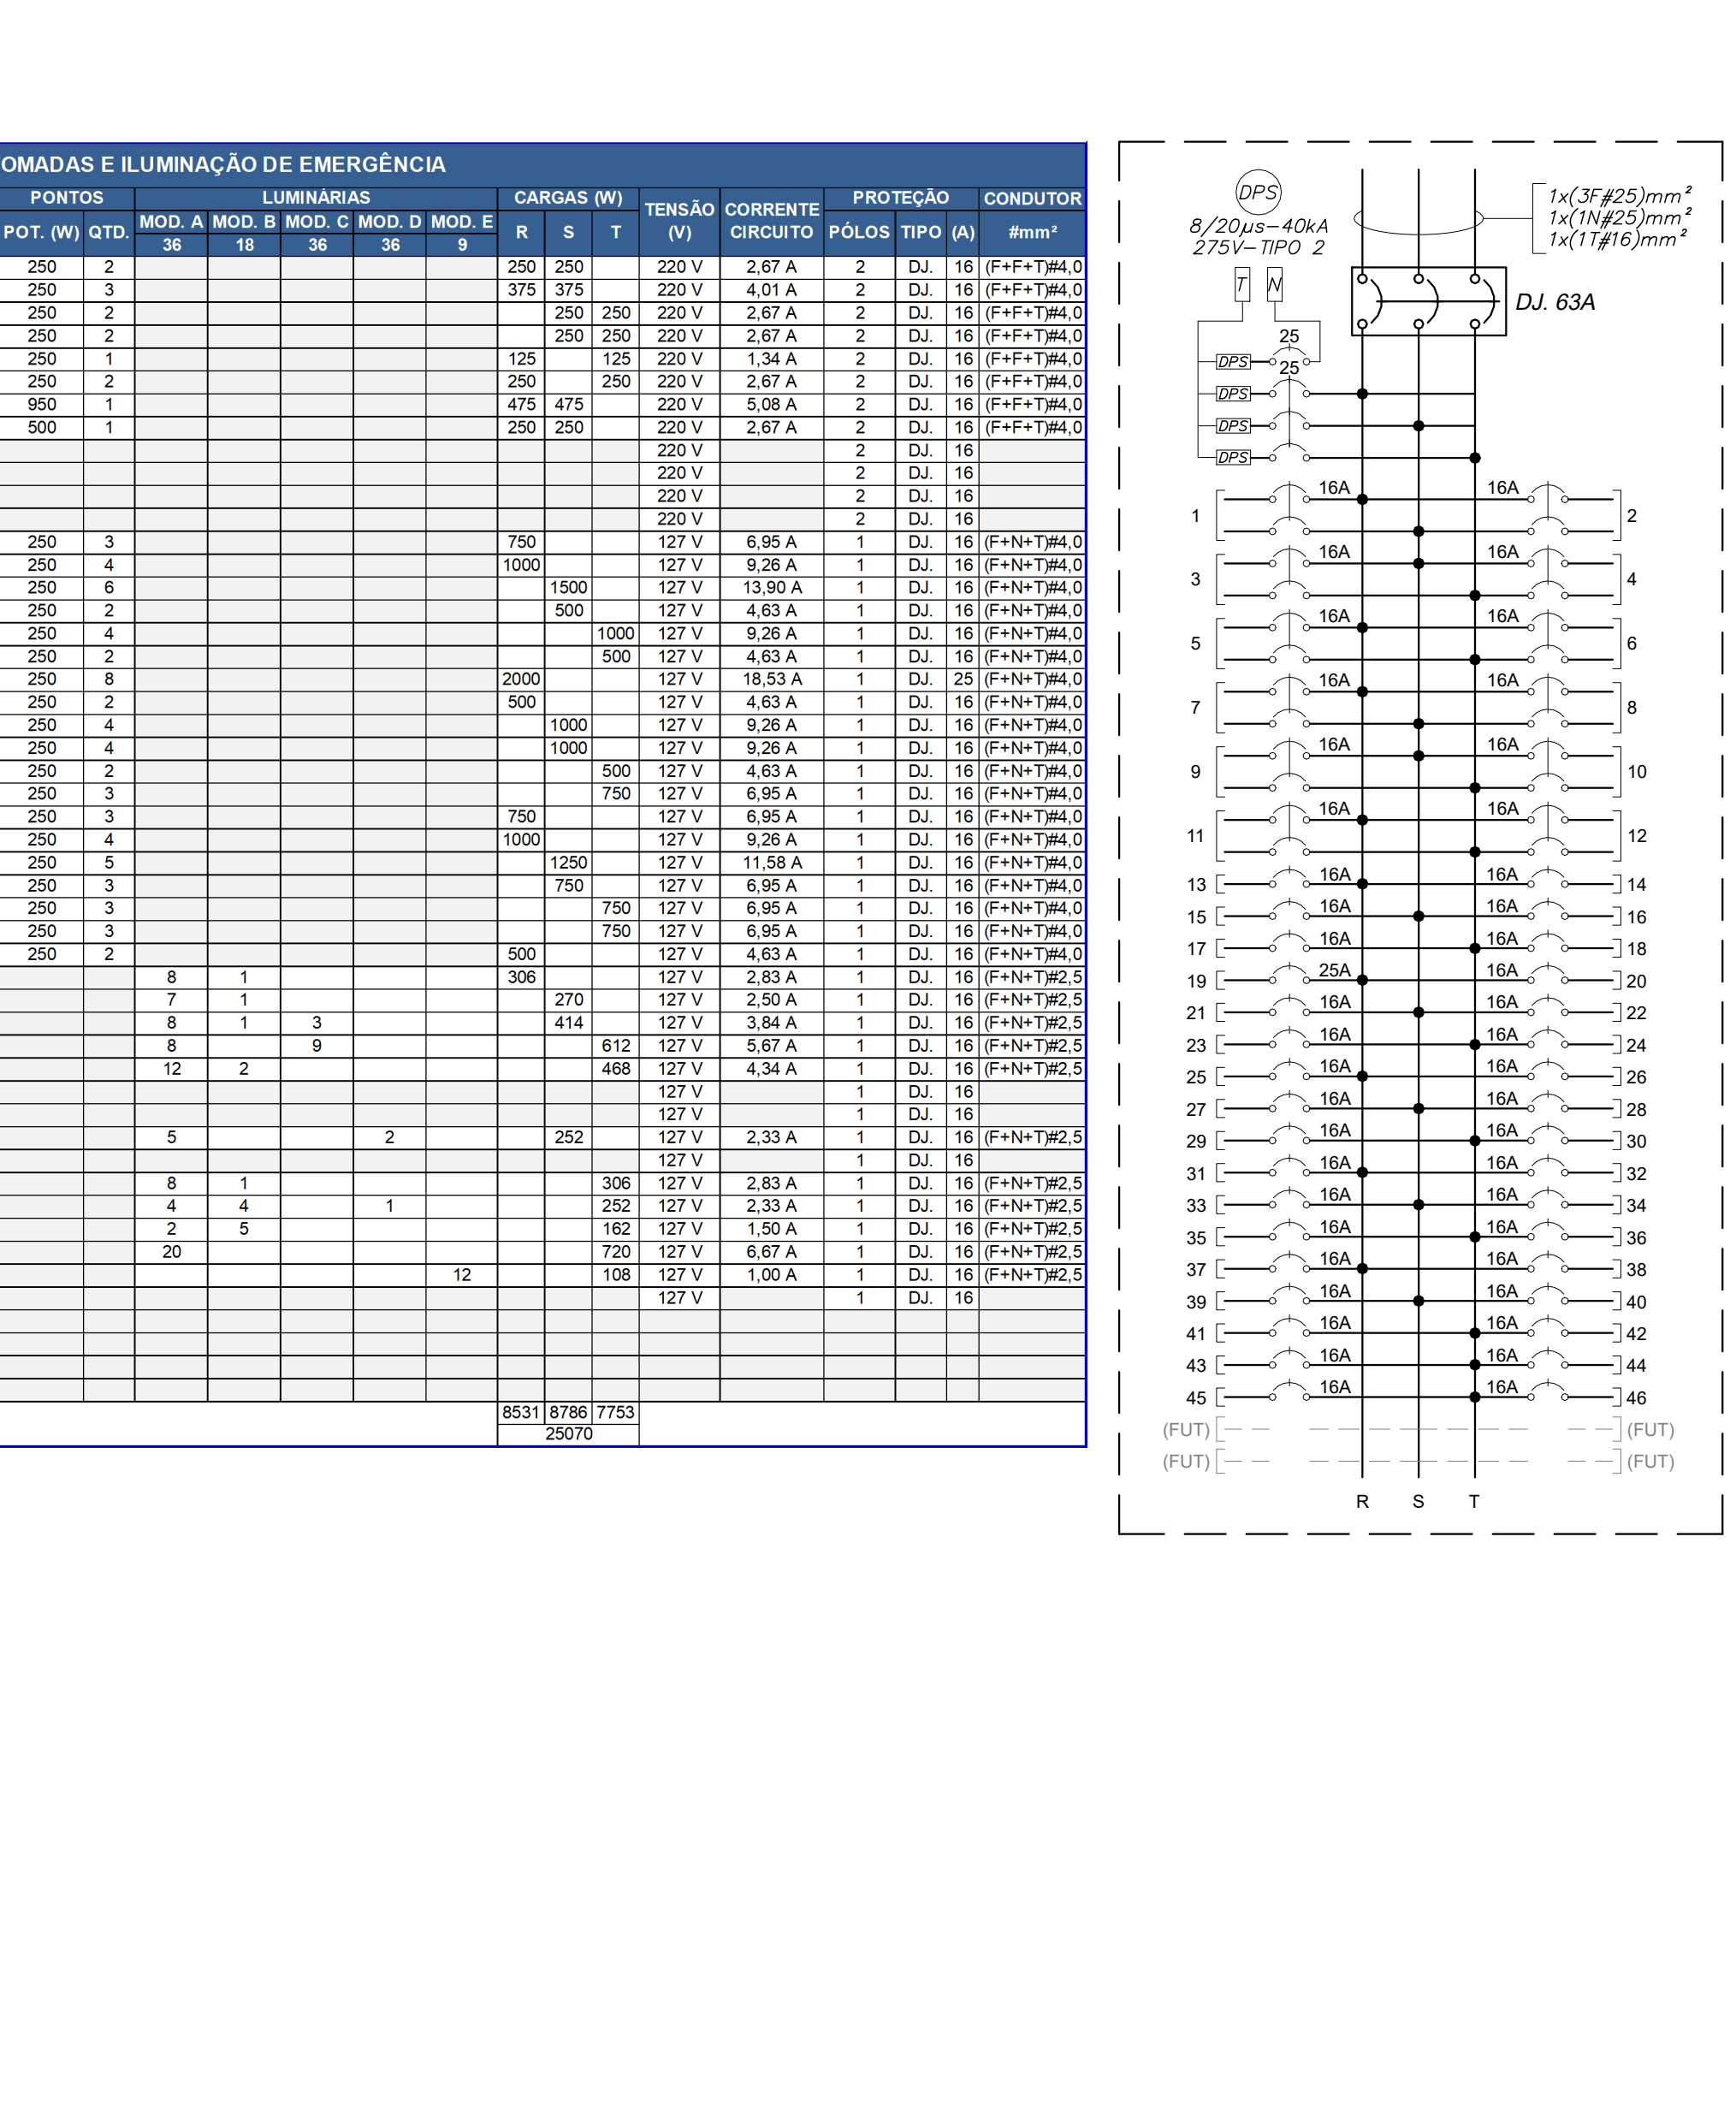 OMADAS E ILUMINAÇÃO DE EMERGÊNCIA
PONTOS LUMINÁRIAS CARGAS (W) TENSÃO (V) CORRENTE CIRCUITO PROTEÇÃO CONDUTOR
POT. (W) QTD. MOD. A MOD. B MOD. C MOD. D MOD. E R S T PÓLOS TIPO (A) #mm²
36 18 36 36 9
250 2 250 250 220 V 2,67 A 2 DJ. 16 (F+F+T)#4,0
250 3 375 375 220 V 4,01 A 2 DJ. 16 (F+F+T)#4,0
250 2 250 250 220 V 2,67 A 2 DJ. 16 (F+F+T)#4,0
250 2 250 250 220 V 2,67 A 2 DJ. 16 (F+F+T)#4,0
250 1 125 125 220 V 1,34 A 2 DJ. 16 (F+F+T)#4,0
250 2 250 250 220 V 2,67 A 2 DJ. 16 (F+F+T)#4,0
950 1 475 475 220 V 5,08 A 2 DJ. 16 (F+F+T)#4,0
500 1 250 250 220 V 2,67 A 2 DJ. 16 (F+F+T)#4,0
220 V 2 DJ. 16
220 V 2 DJ. 16
220 V 2 DJ. 16
220 V 2 DJ. 16
250 3 750 127 V 6,95 A 1 DJ. 16 (F+N+T)#4,0
250 4 1000 127 V 9,26 A 1 DJ. 16 (F+N+T)#4,0
250 6 1500 127 V 13,90 A 1 DJ. 16 (F+N+T)#4,0
250 2 500 127 V 4,63 A 1 DJ. 16 (F+N+T)#4,0
250 4 1000 127 V 9,26 A 1 DJ. 16 (F+N+T)#4,0
250 2 500 127 V 4,63 A 1 DJ. 16 (F+N+T)#4,0
250 8 2000 127 V 18,53 A 1 DJ. 25 (F+N+T)#4,0
250 2 500 127 V 4,63 A 1 DJ. 16 (F+N+T)#4,0
250 4 1000 127 V 9,26 A 1 DJ. 16 (F+N+T)#4,0
250 4 1000 127 V 9,26 A 1 DJ. 16 (F+N+T)#4,0
250 2 500 127 V 4,63 A 1 DJ. 16 (F+N+T)#4,0
250 3 750 127 V 6,95 A 1 DJ. 16 (F+N+T)#4,0
250 3 750 127 V 6,95 A 1 DJ. 16 (F+N+T)#4,0
250 4 1000 127 V 9,26 A 1 DJ. 16 (F+N+T)#4,0
250 5 1250 127 V 11,58 A 1 DJ. 16 (F+N+T)#4,0
250 3 750 127 V 6,95 A 1 DJ. 16 (F+N+T)#4,0
250 3 750 127 V 6,95 A 1 DJ. 16 (F+N+T)#4,0
250 3 750 127 V 6,95 A 1 DJ. 16 (F+N+T)#4,0
250 2 500 127 V 4,63 A 1 DJ. 16 (F+N+T)#4,0
8 1 306 127 V 2,83 A 1 DJ. 16 (F+N+T)#2,5
7 1 270 127 V 2,50 A 1 DJ. 16 (F+N+T)#2,5
8 1 3 414 127 V 3,84 A 1 DJ. 16 (F+N+T)#2,5
8 9 612 127 V 5,67 A 1 DJ. 16 (F+N+T)#2,5
12 2 468 127 V 4,34 A 1 DJ. 16 (F+N+T)#2,5
127 V 1 DJ. 16
127 V 1 DJ. 16
5 2 252 127 V 2,33 A 1 DJ. 16 (F+N+T)#2,5
127 V 1 DJ. 16
8 1 306 127 V 2,83 A 1 DJ. 16 (F+N+T)#2,5
4 4 1 252 127 V 2,33 A 1 DJ. 16 (F+N+T)#2,5
2 5 162 127 V 1,50 A 1 DJ. 16 (F+N+T)#2,5
20 720 127 V 6,67 A 1 DJ. 16 (F+N+T)#2,5
12 108 127 V 1,00 A 1 DJ. 16 (F+N+T)#2,5
127 V 1 DJ. 16
8531 8786 7753
25070
DPS
8/20µs-40kA
275V-TIPO 2
1x(3F#25)mm²
1x(1N#25)mm²
1x(1T#16)mm²
T N
DJ. 63A
25
DPS
25
DPS
DPS
DPS
1 16A 16A 2
3 16A 16A 4
5 16A 16A 6
7 16A 16A 8
9 16A 16A 10
11 16A 16A 12
13 16A 16A 14
15 16A 16A 16
17 16A 16A 18
19 25A 16A 20
21 16A 16A 22
23 16A 16A 24
25 16A 16A 26
27 16A 16A 28
29 16A 16A 30
31 16A 16A 32
33 16A 16A 34
35 16A 16A 36
37 16A 16A 38
39 16A 16A 40
41 16A 16A 42
43 16A 16A 44
45 16A 16A 46
(FUT) (FUT)
(FUT) (FUT)
R S T